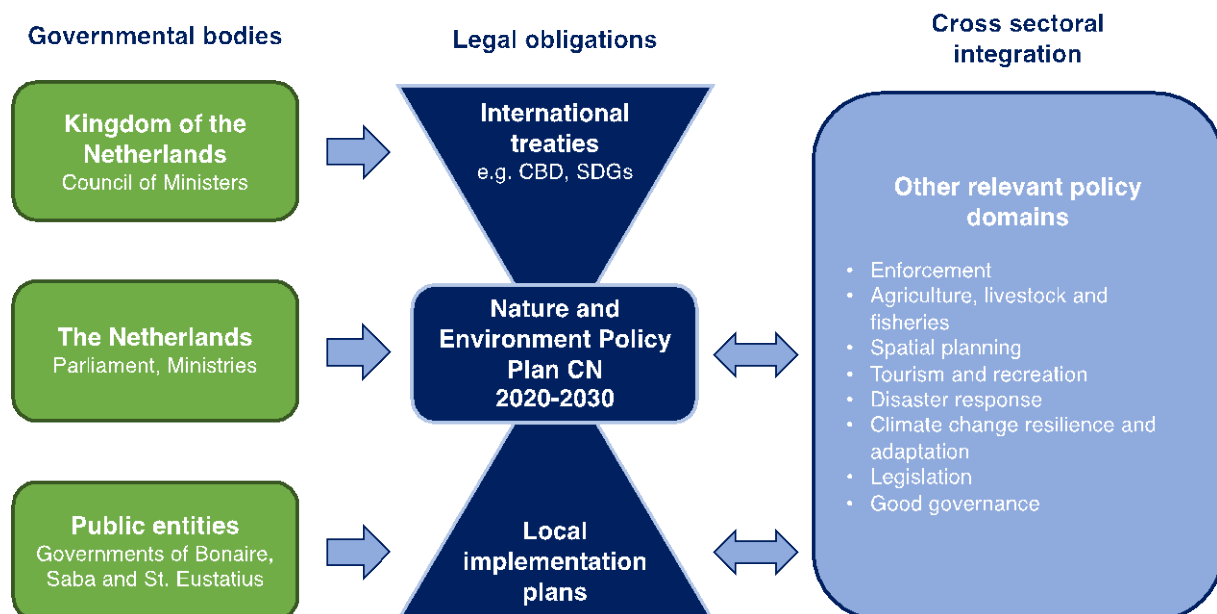 Governmental bodies
Legal obligations
Cross sectoral
integration
Kingdom of the
Netherlands
Council of Ministers
International
treaties
e.g. CBD, SDGs
The Netherlands
Parliament, Ministries
Nature and
Environment Policy
Plan CN
2020-2030
Public entities
Governments of Bonaire,
Saba and St. Eustatius
Local
implementation
plans
Other relevant policy
domains
• Enforcement
• Agriculture, livestock and
fisheries
• Spatial planning
• Tourism and recreation
• Disaster response
• Climate change resilience and
adaptation
• Legislation
• Good governance